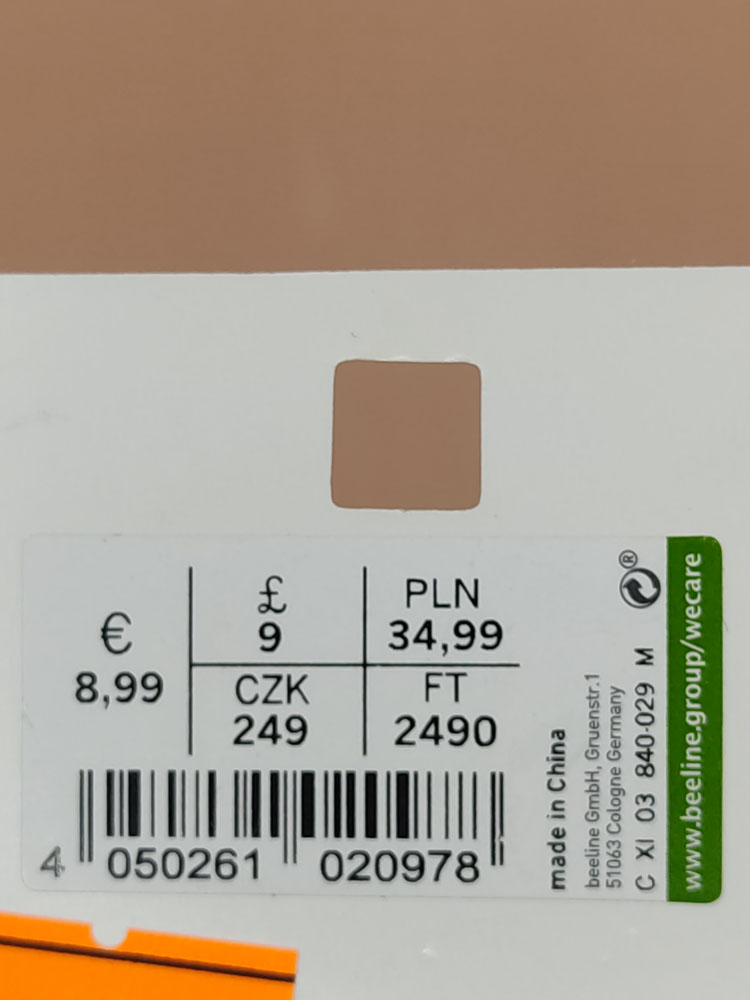 €
8,99
£
9
PLN
34,99
CZK
249
FT
2490
4 050261 020978
made in China
beeline GmbH, Gruenstr.1
51063 Cologne Germany
C XI 03 840-029 M
®
www.beeline.group/wecare